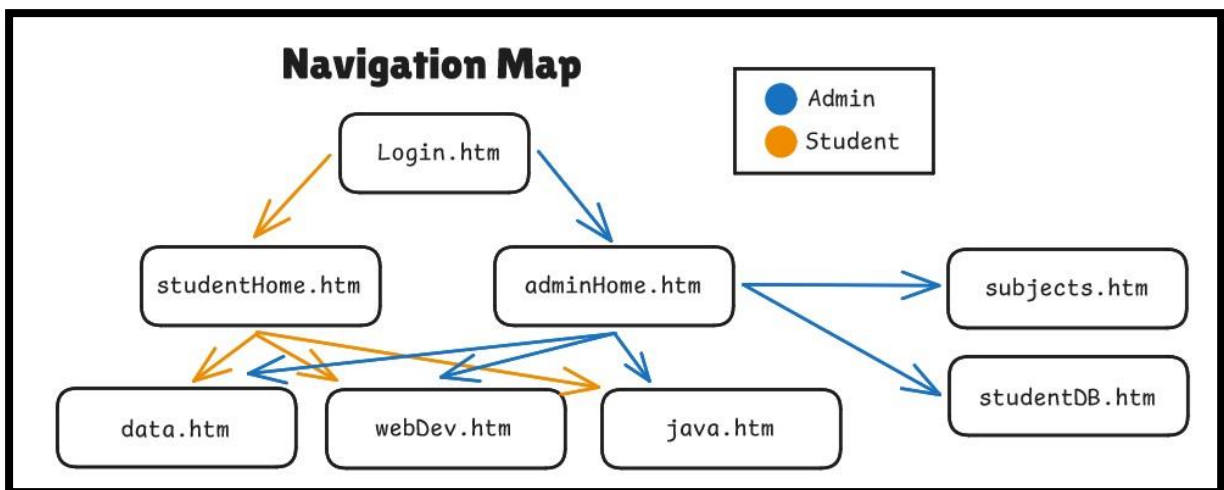 Navigation Map
Admin
Student
Login.htm
studentHome.htm
adminHome.htm
subjects.htm
studentDB.htm
data.htm
webDev.htm
java.htm